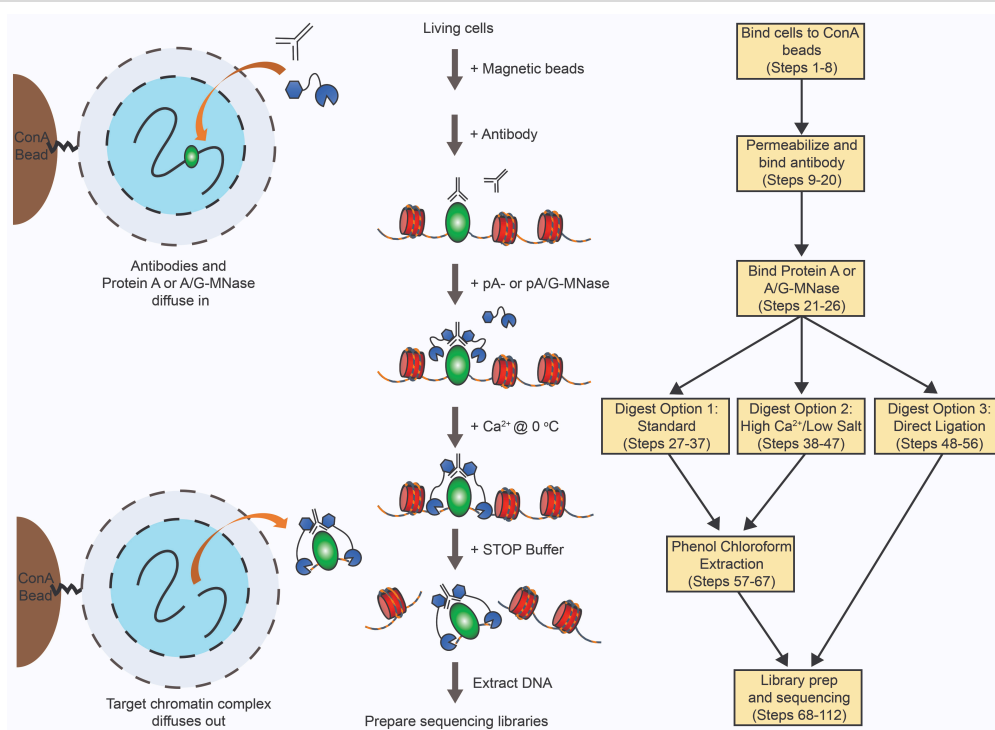 ConA
Bead
Antibodies and
Protein A or A/G-MNase
diffuse in
ConA
Bead
Target chromatin complex
diffuses out
Living cells
+ Magnetic beads
+ Antibody
+ pA- or pA/G-MNase
+ Ca²⁺ @ 0 ºC
+ STOP Buffer
Extract DNA
Prepare sequencing libraries
Bind cells to ConA
beads
(Steps 1-8)
Permeabilize and
bind antibody
(Steps 9-20)
Bind Protein A or
A/G-MNase
(Steps 21-26)
Digest Option 1:
Standard
(Steps 27-37)
Digest Option 2:
High Ca²⁺/Low Salt
(Steps 38-47)
Digest Option 3:
Direct Ligation
(Steps 48-56)
Phenol Chloroform
Extraction
(Steps 57-67)
Library prep
and sequencing
(Steps 68-112)